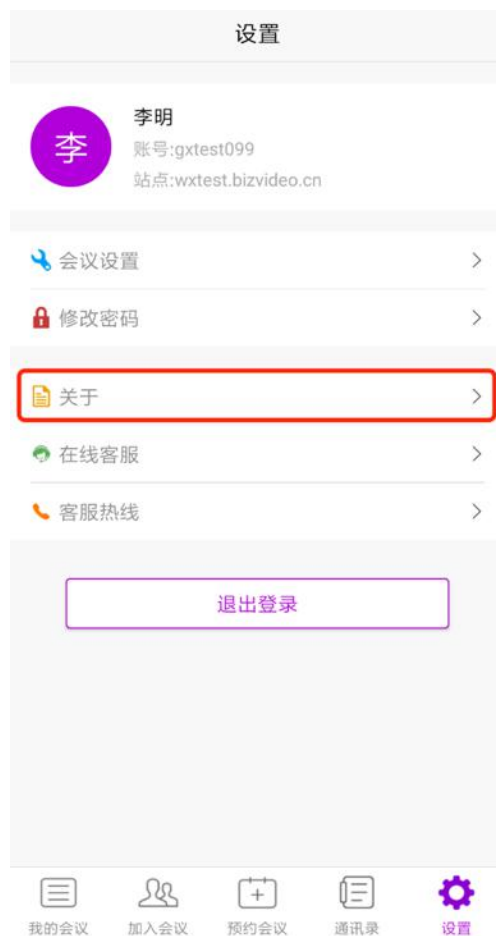 设置
李
李明
账号:gxtest099
站点:wxtest.bizvideo.cn
会议设置
修改密码
关于
在线客服
客服热线
退出登录
我的会议
加入会议
预约会议
通讯录
设置